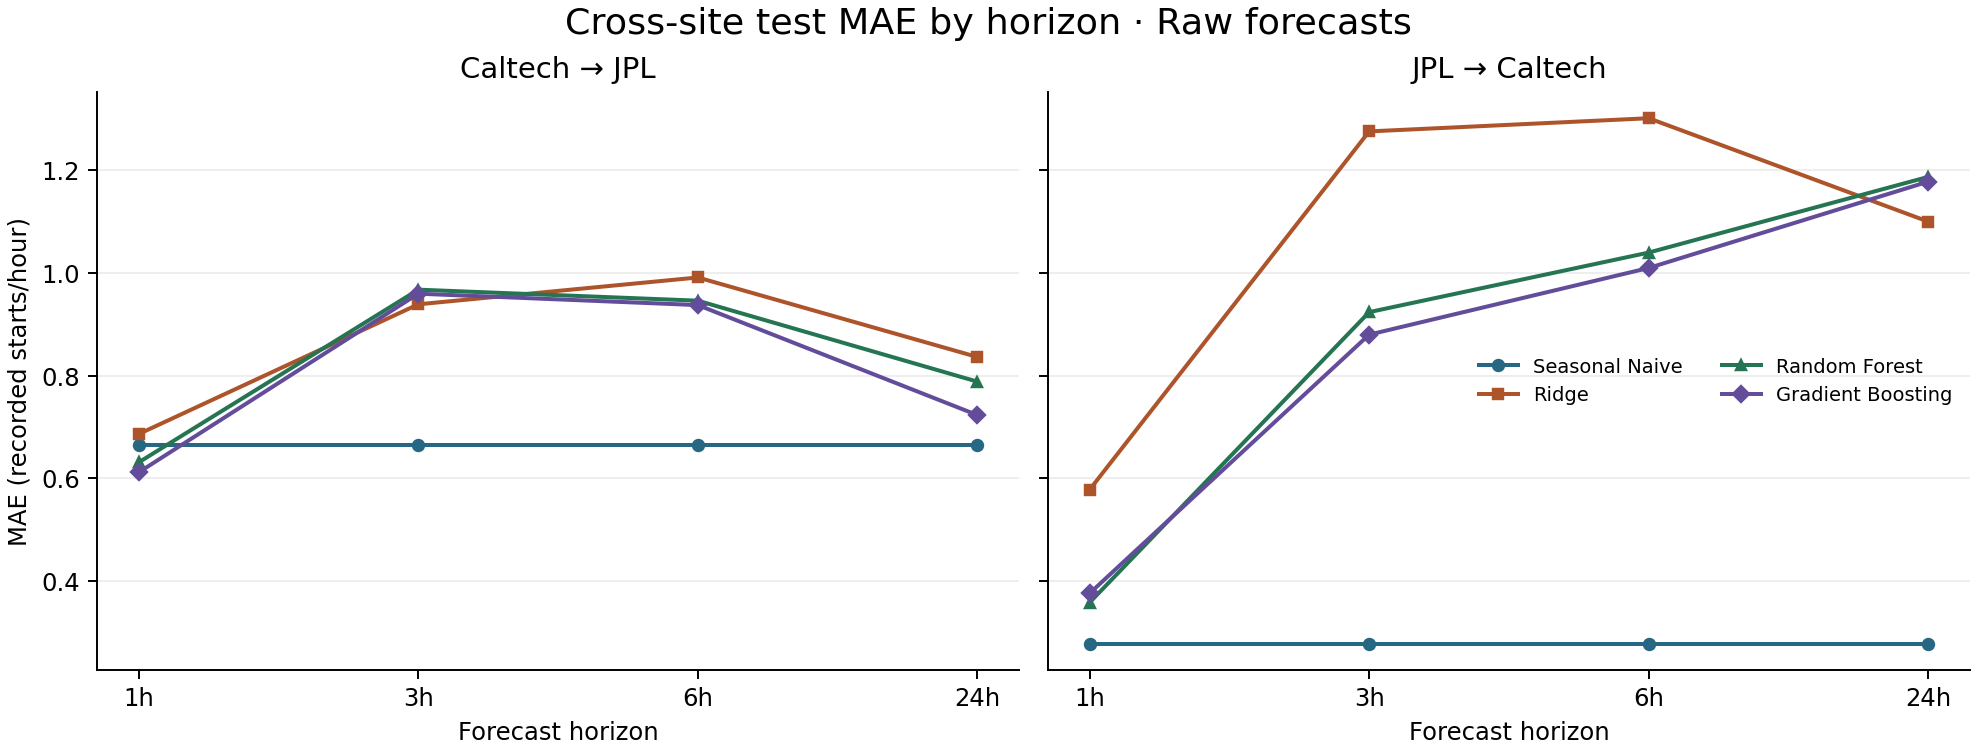 Cross-site test MAE by horizon · Raw forecasts
Caltech → JPL
MAE (recorded starts/hour)
1.2
1.0
0.8
0.6
0.4
1h 3h 6h 24h
Forecast horizon
JPL → Caltech
Seasonal Naive Random Forest
Ridge Gradient Boosting
1h 3h 6h 24h
Forecast horizon